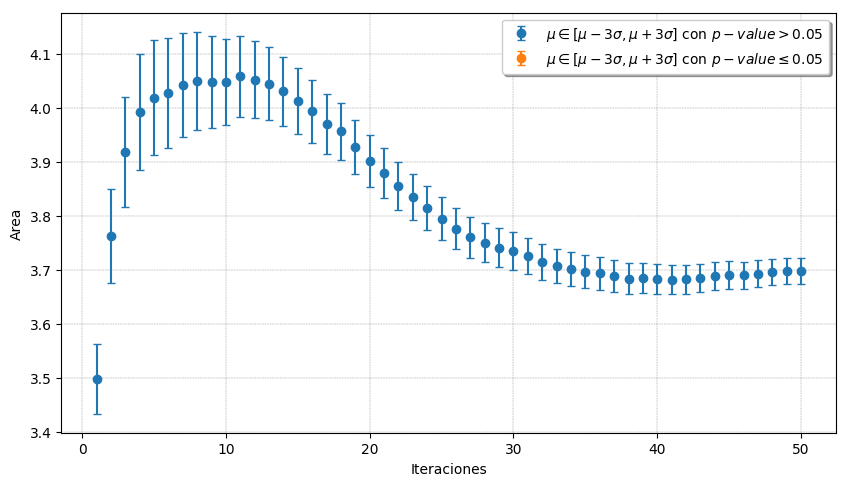 μ ∈ [μ − 3σ, μ + 3σ] con p − value > 0.05
μ ∈ [μ − 3σ, μ + 3σ] con p − value ≤ 0.05
4.1
4.0
3.9
3.8
3.7
3.6
3.5
3.4
Area
0 10 20 30 40 50
Iteraciones